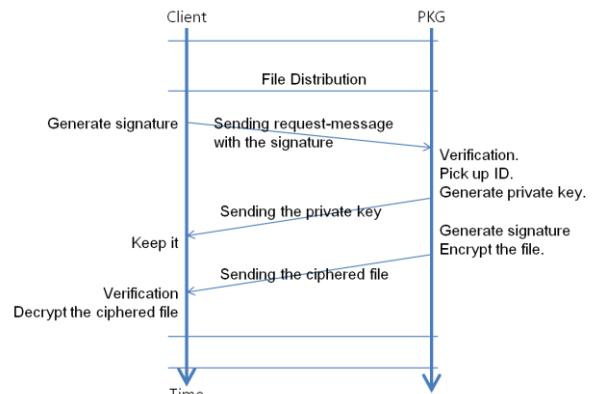 Client
PKG
File Distribution
Generate signature
Sending request-message
with the signature
Verification.
Pick up ID.
Generate private key.
Sending the private key
Keep it
Generate signature
Encrypt the file.
Sending the ciphered file
Verification
Decrypt the ciphered file
Time